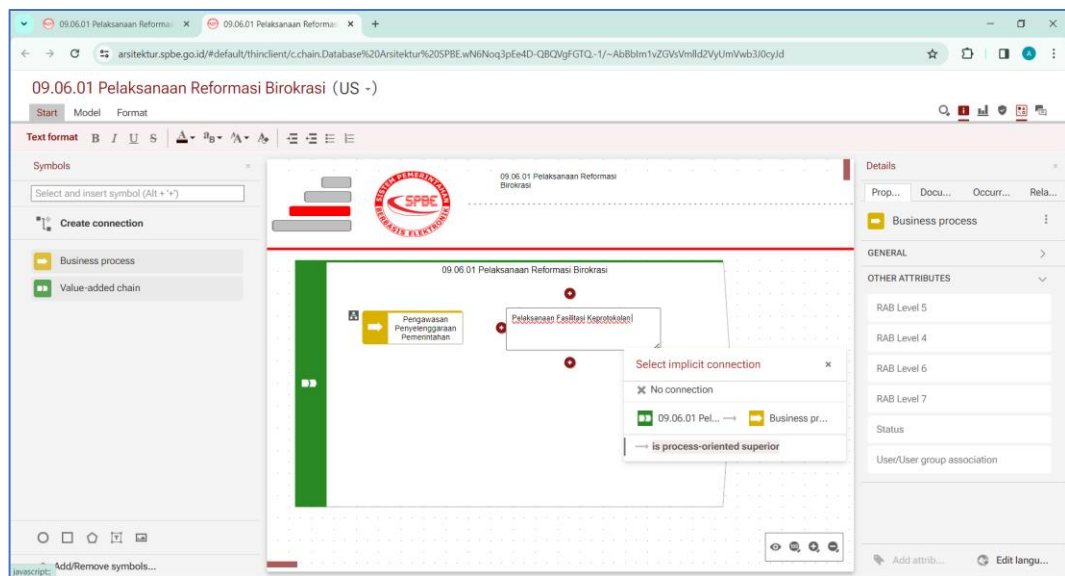 09.06.01 Pelaksanaan Reformas
09.06.01 Pelaksanaan Reformas
arsitektur.spbe.go.id/#default/thinclient/c.chain.Database%20Arsitektur%20SPBE.wN6Noq3pEe4D-QBQVgFGTQ.-1/~AbBbIm1vZGVsVmlld2VyUmVwb3J0cyJd
09.06.01 Pelaksanaan Reformasi Birokrasi (US -)
Start Model Format
Text format B I U S
Symbols
Select and insert symbol (Alt + '+')
Create connection
Business process
Value-added chain
Add/Remove symbols...
javascript:;
SISTEM PEMERINTAHAN
SPBE
BERBASIS ELEKTRONIK
09.06.01 Pelaksanaan Reformasi
Birokrasi
09.06.01 Pelaksanaan Reformasi Birokrasi
Pengawasan
Penyelenggaraan
Pemerintahan
Pelaksanaan Fasilitasi Keprotokolan
Select implicit connection
No connection
09.06.01 Pel... Business pr...
is process-oriented superior
Details
Prop... Docu... Occurr... Rela...
Business process
GENERAL
OTHER ATTRIBUTES
RAB Level 5
RAB Level 4
RAB Level 6
RAB Level 7
Status
User/User group association
Add attrib... Edit langu...